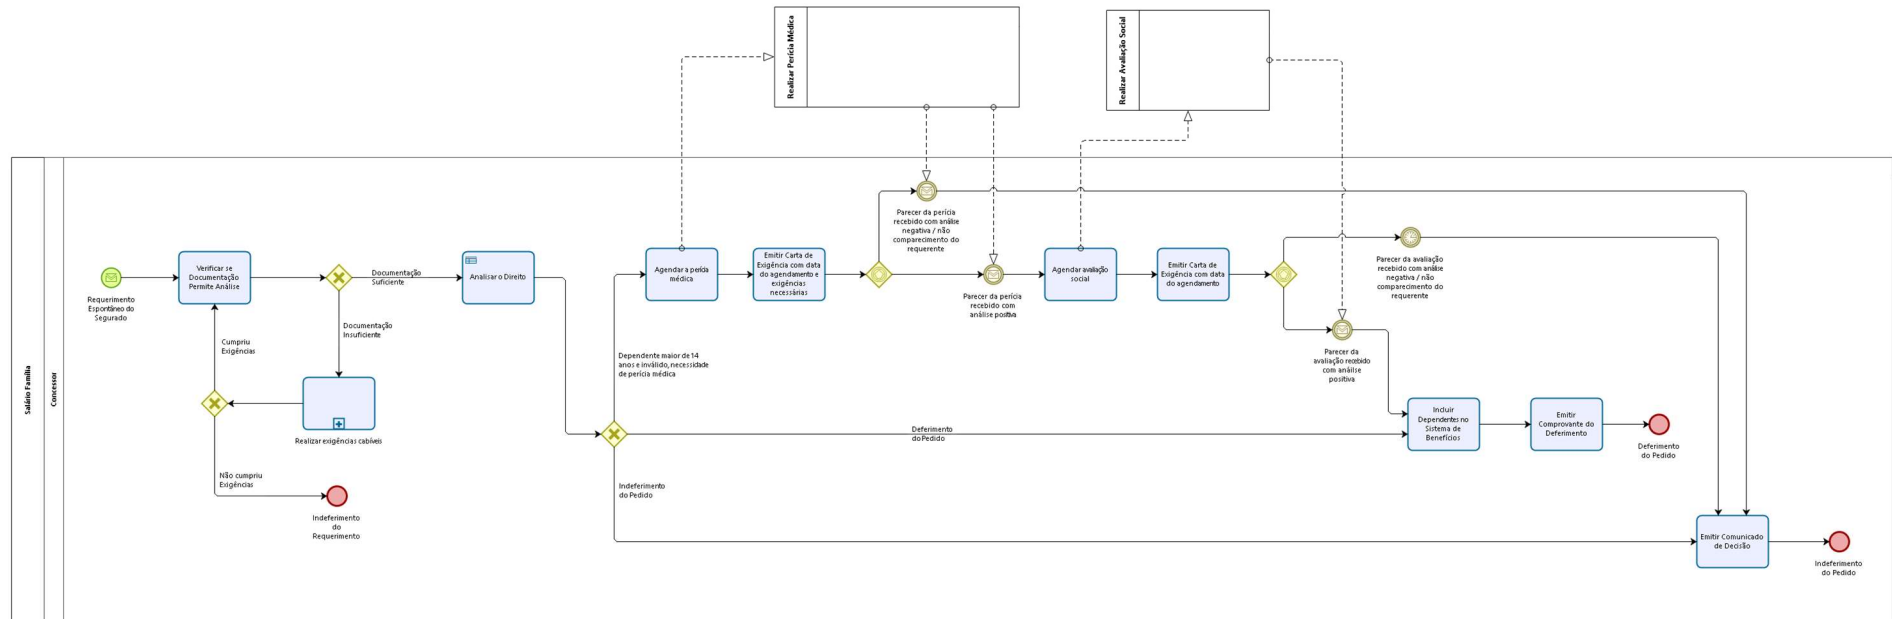 Realizar Perícia Médica
Realizar Avaliação Social
Salário Família
Concessor
Requerimento
Espontâneo do
Segurado
Verificar se
Documentação
Permite Análise
Documentação
Suficiente
Documentação
Insuficiente
Cumpriu
Exigências
Realizar exigências cabíveis
Não cumpriu
Exigências
Indeferimento
do
Requerimento
Analisar o Direito
Dependente maior de 14
anos e inválido, necessidade
de perícia médica
Deferimento
do Pedido
Indeferimento
do Pedido
Agendar a perícia
médica
Emitir Carta de
Exigência com data
do agendamento e
exigências
necessárias
Parecer da perícia
recebido com análise
negativa / não
comparecimento do
requerente
Parecer da perícia
recebido com
análise positiva
Agendar avaliação
social
Emitir Carta de
Exigência com data
do agendamento
Parecer da avaliação
recebido com análise
negativa / não
comparecimento do
requerente
Parecer da
avaliação recebido
com análise
positiva
Incluir
Dependentes no
Sistema de
Benefícios
Emitir
Comprovante do
Deferimento
Deferimento
do Pedido
Emitir Comunicado
de Decisão
Indeferimento
do Pedido